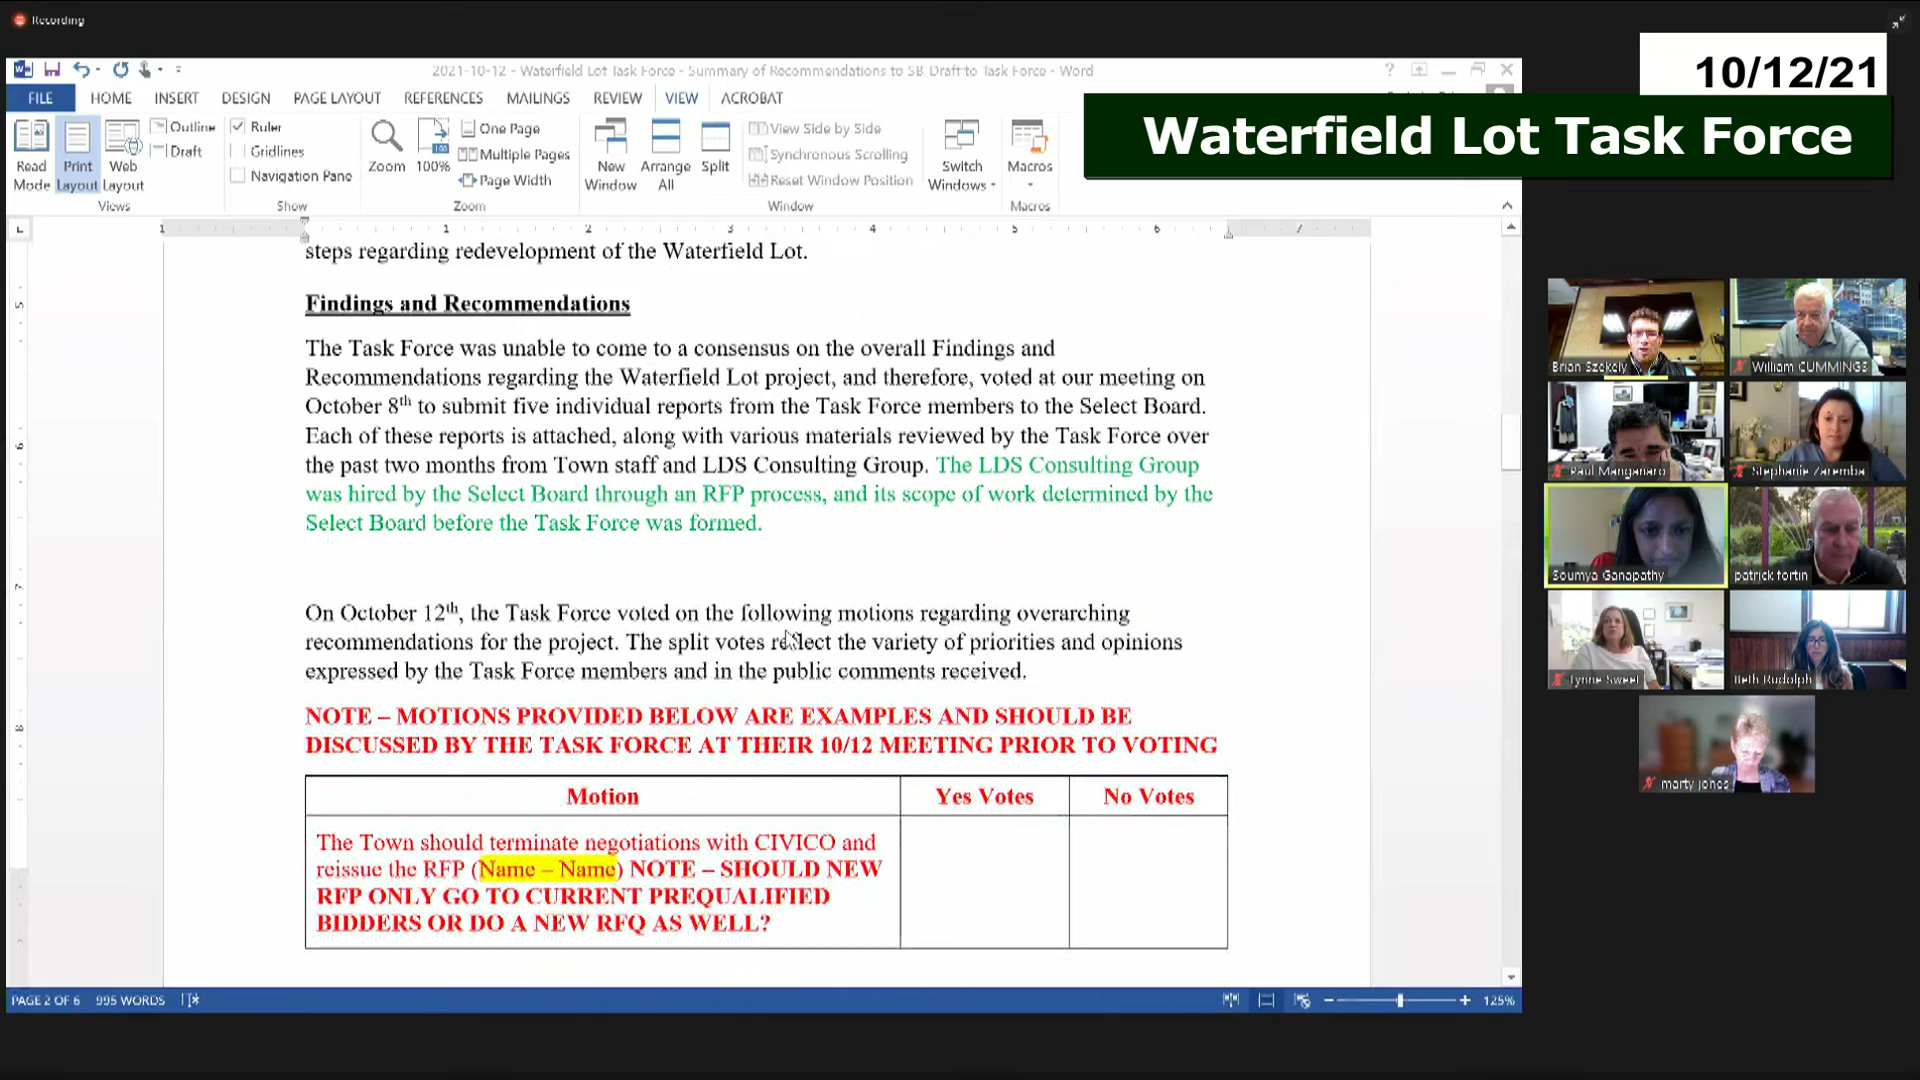 Recording
2021-10-12 - Waterfield Lot Task Force - Summary of Recommendations to SB Draft to Task Force - Word
10/12/21
Waterfield Lot Task Force
FILE HOME INSERT DESIGN PAGE LAYOUT REFERENCES MAILINGS REVIEW VIEW ACROBAT
Read Mode
Print Layout
Web Layout
Outline
Draft
Views
Ruler
Gridlines
Navigation Pane
Show
Zoom
100%
One Page
Multiple Pages
Page Width
Zoom
New Window
Arrange All
Split
View Side by Side
Synchronous Scrolling
Reset Window Position
Window
Switch Windows
Macros
Macros
1 1 2 3 4 5 6 7
steps regarding redevelopment of the Waterfield Lot.
Findings and Recommendations
The Task Force was unable to come to a consensus on the overall Findings and
Recommendations regarding the Waterfield Lot project, and therefore, voted at our meeting on
October 8th to submit five individual reports from the Task Force members to the Select Board.
Each of these reports is attached, along with various materials reviewed by the Task Force over
the past two months from Town staff and LDS Consulting Group. The LDS Consulting Group
was hired by the Select Board through an RFP process, and its scope of work determined by the
Select Board before the Task Force was formed.
On October 12th, the Task Force voted on the following motions regarding overarching
recommendations for the project. The split votes reflect the variety of priorities and opinions
expressed by the Task Force members and in the public comments received.
NOTE – MOTIONS PROVIDED BELOW ARE EXAMPLES AND SHOULD BE
DISCUSSED BY THE TASK FORCE AT THEIR 10/12 MEETING PRIOR TO VOTING
Motion Yes Votes No Votes
The Town should terminate negotiations with CIVICO and
reissue the RFP (Name – Name) NOTE – SHOULD NEW
RFP ONLY GO TO CURRENT PREQUALIFIED
BIDDERS OR DO A NEW RFQ AS WELL?
PAGE 2 OF 6 995 WORDS
125%
Brian Szekely
William CUMMINGS
Paul Manganaro
Stephanie Zaremba
Soumya Ganapathy
patrick fortin
Lynne Sweet
Beth Rudolph
marty jones